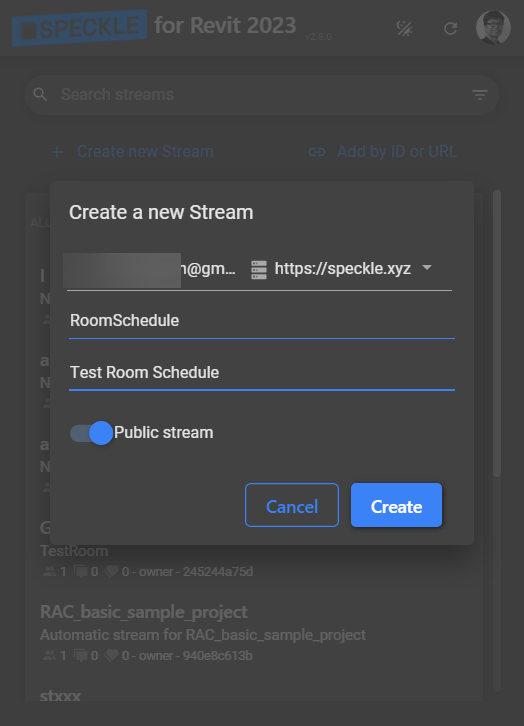 SPECKLE for Revit 2023 v2.9.0
Search streams
+ Create new Stream Add by ID or URL
ALL
Create a new Stream
@gm... https://speckle.xyz
RoomSchedule
Test Room Schedule
Public stream
Cancel Create
G
TestRoom
1 0 0 - owner - 245244a75d
RAC_basic_sample_project
Automatic stream for RAC_basic_sample_project
1 0 0 - owner - 940e8c613b
stxxx